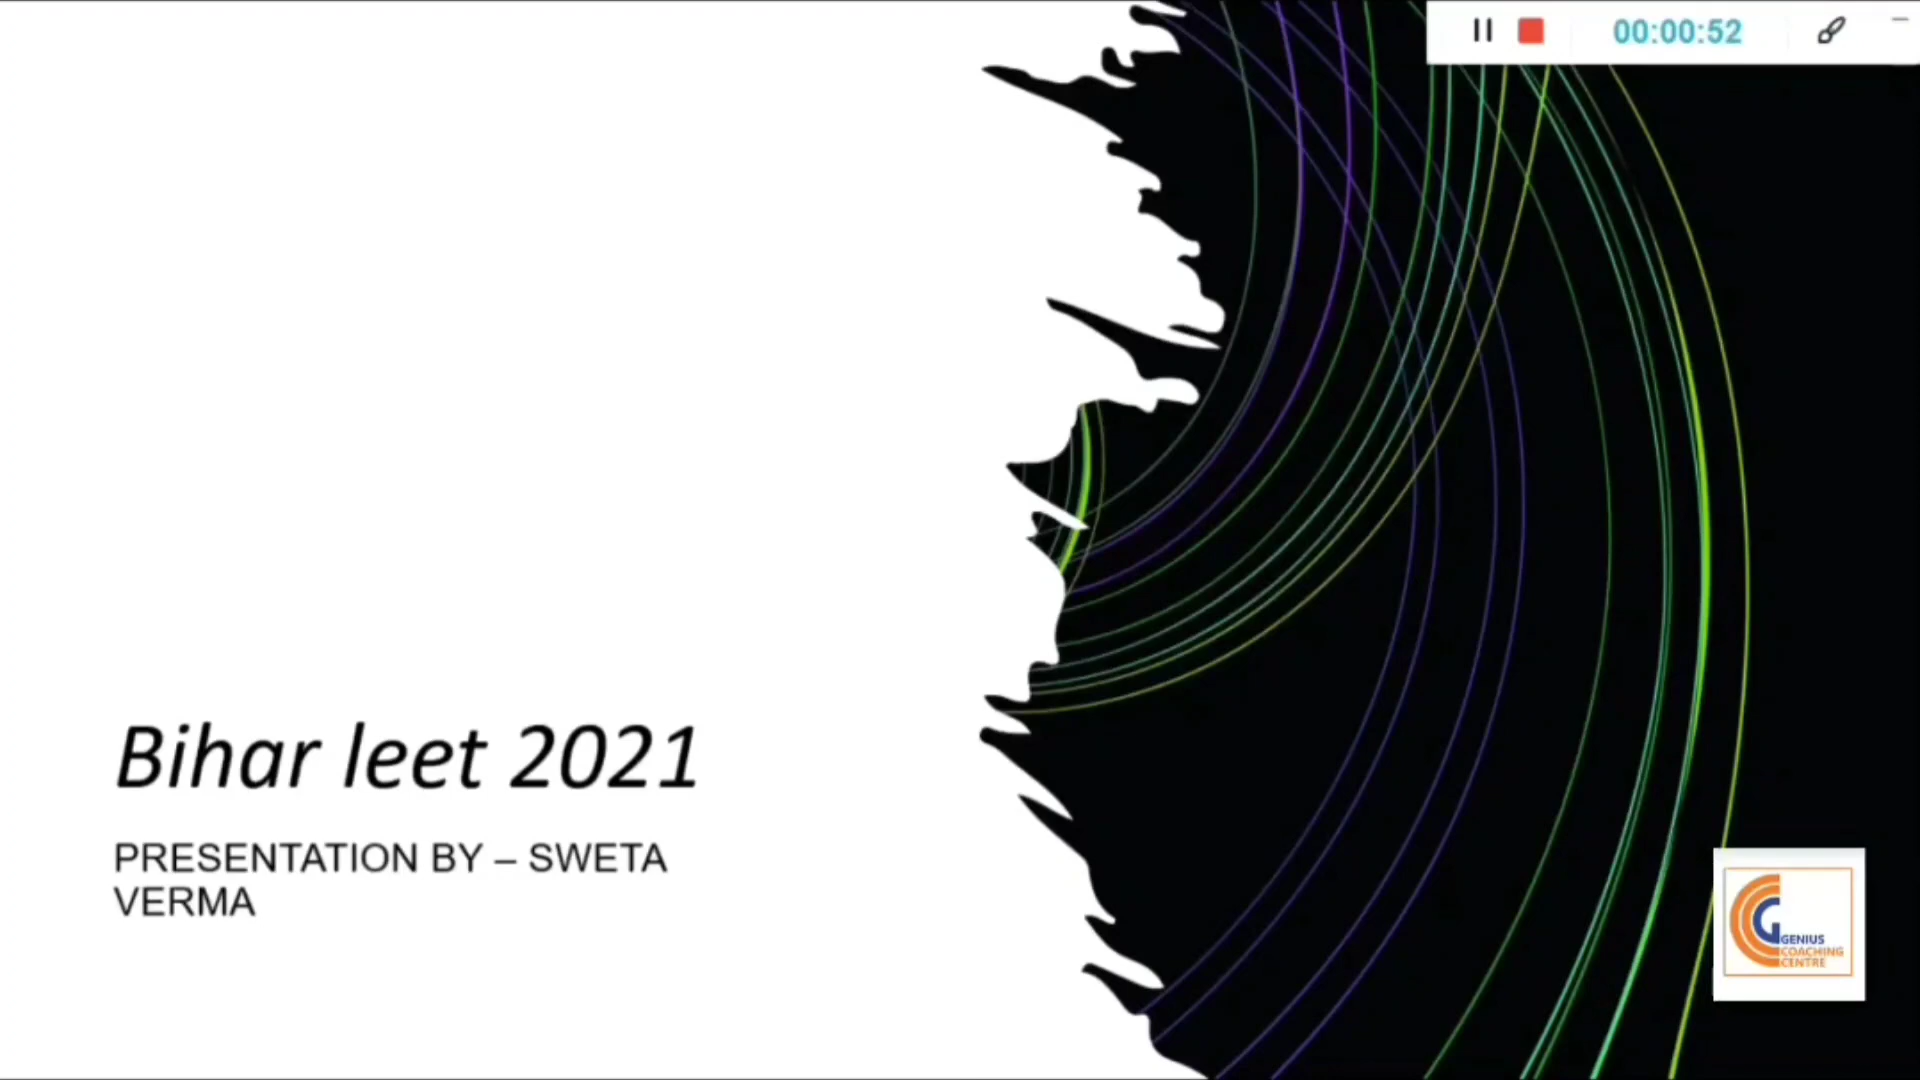 00:00:52
Bihar leet 2021
PRESENTATION BY – SWETA
VERMA
GENIUS
COACHING
CENTRE